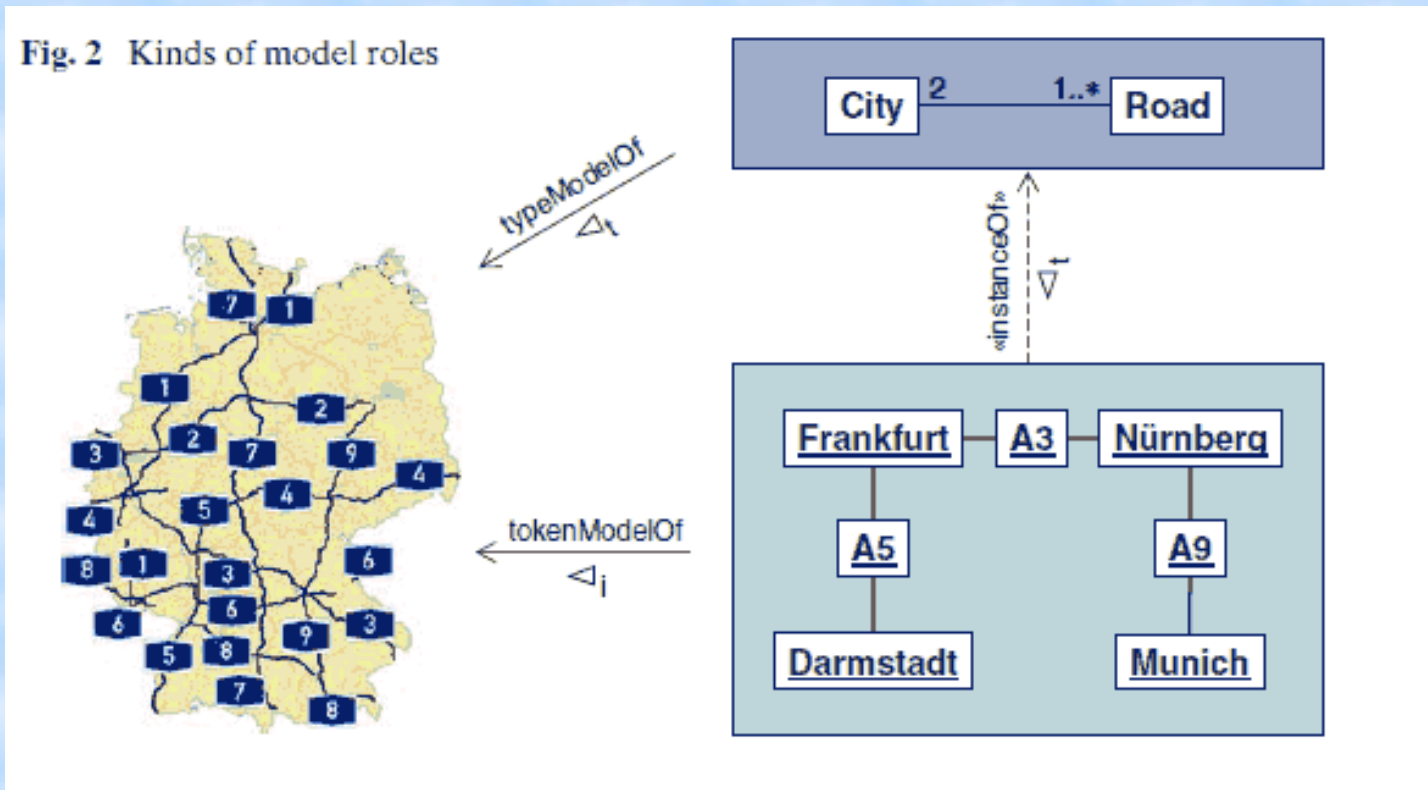 Fig. 2 Kinds of model roles
City 2 1..* Road
typeModelOf
◁t
«instanceOf»
◁t
7 1
1
2
2
3 7 9
4
4
5
4
6
8 1
3
6
6 3
9
5 8
7
8
tokenModelOf
◁i
Frankfurt A3 Nürnberg
A5 A9
Darmstadt Munich